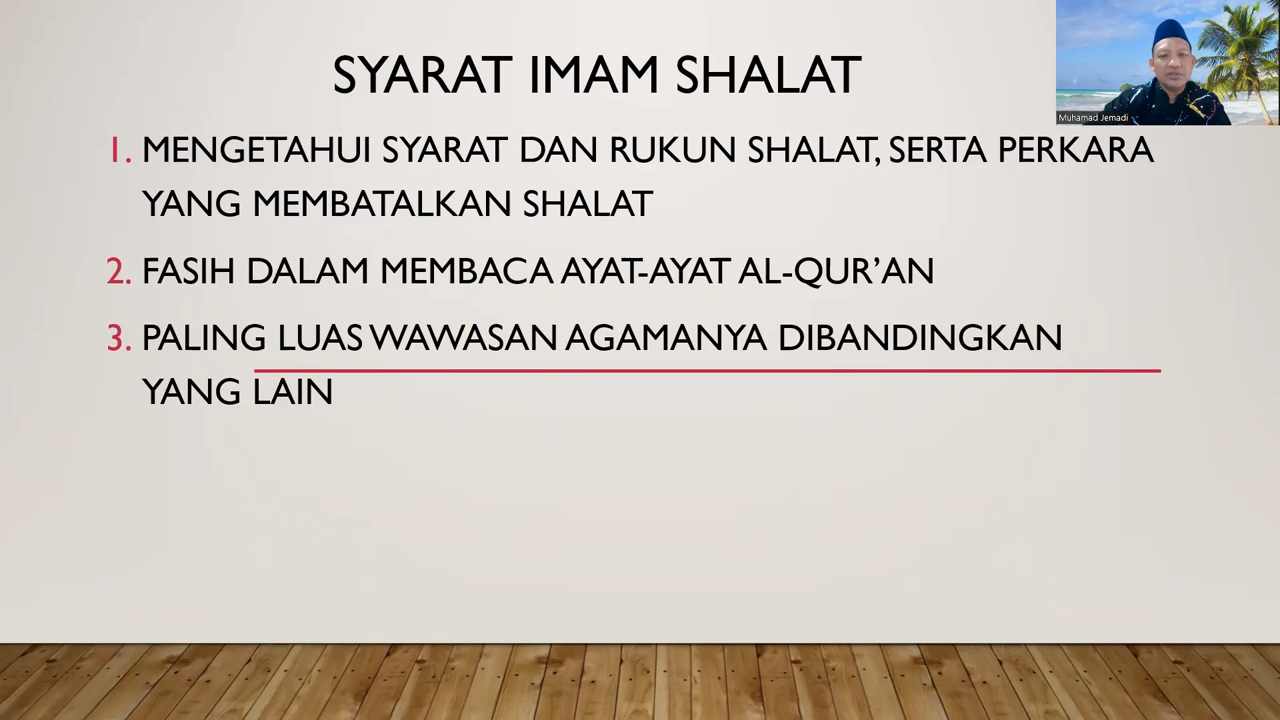 SYARAT IMAM SHALAT
Muhamad Jemadi
1. MENGETAHUI SYARAT DAN RUKUN SHALAT, SERTA PERKARA
YANG MEMBATALKAN SHALAT
2. FASIH DALAM MEMBACA AYAT-AYAT AL-QUR’AN
3. PALING LUAS WAWASAN AGAMANYA DIBANDINGKAN
YANG LAIN